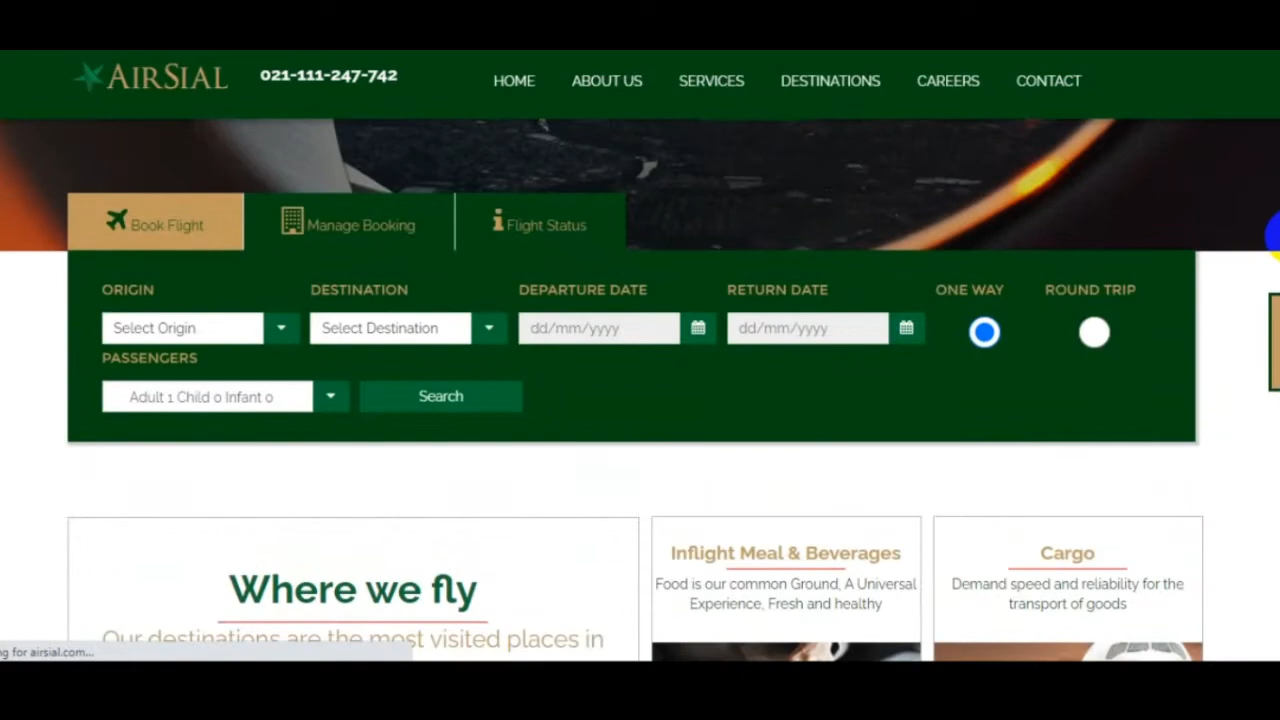 AIRSIAL
021-111-247-742
HOME
ABOUT US
SERVICES
DESTINATIONS
CAREERS
CONTACT
Book Flight
Manage Booking
Flight Status
ORIGIN
DESTINATION
DEPARTURE DATE
RETURN DATE
ONE WAY
ROUND TRIP
Select Origin
Select Destination
dd/mm/yyyy
dd/mm/yyyy
PASSENGERS
Adult 1 Child 0 Infant 0
Search
Where we fly
Our destinations are the most visited places in
Inflight Meal & Beverages
Food is our common Ground, A Universal
Experience, Fresh and healthy
Cargo
Demand speed and reliability for the
transport of goods
ng for airsial.com...